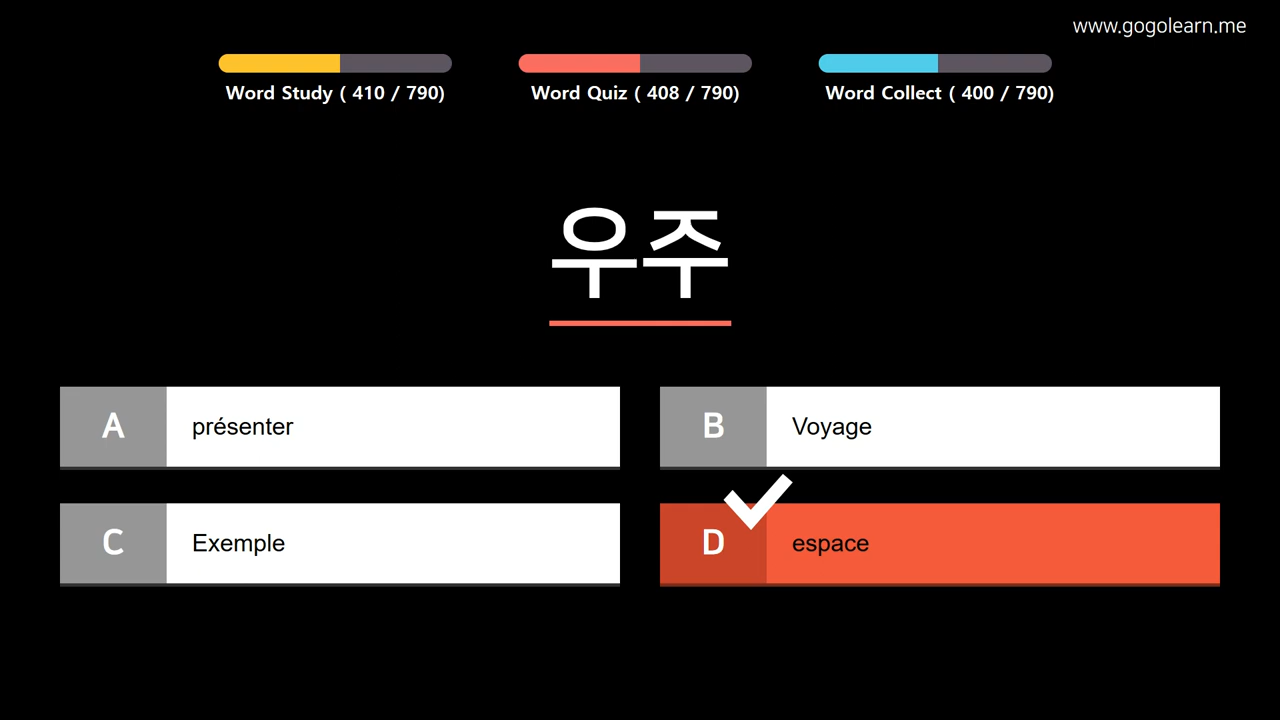 www.gogolearn.me
Word Study ( 410 / 790)
Word Quiz ( 408 / 790)
Word Collect ( 400 / 790)
우주
A présenter
B Voyage
C Exemple
D espace